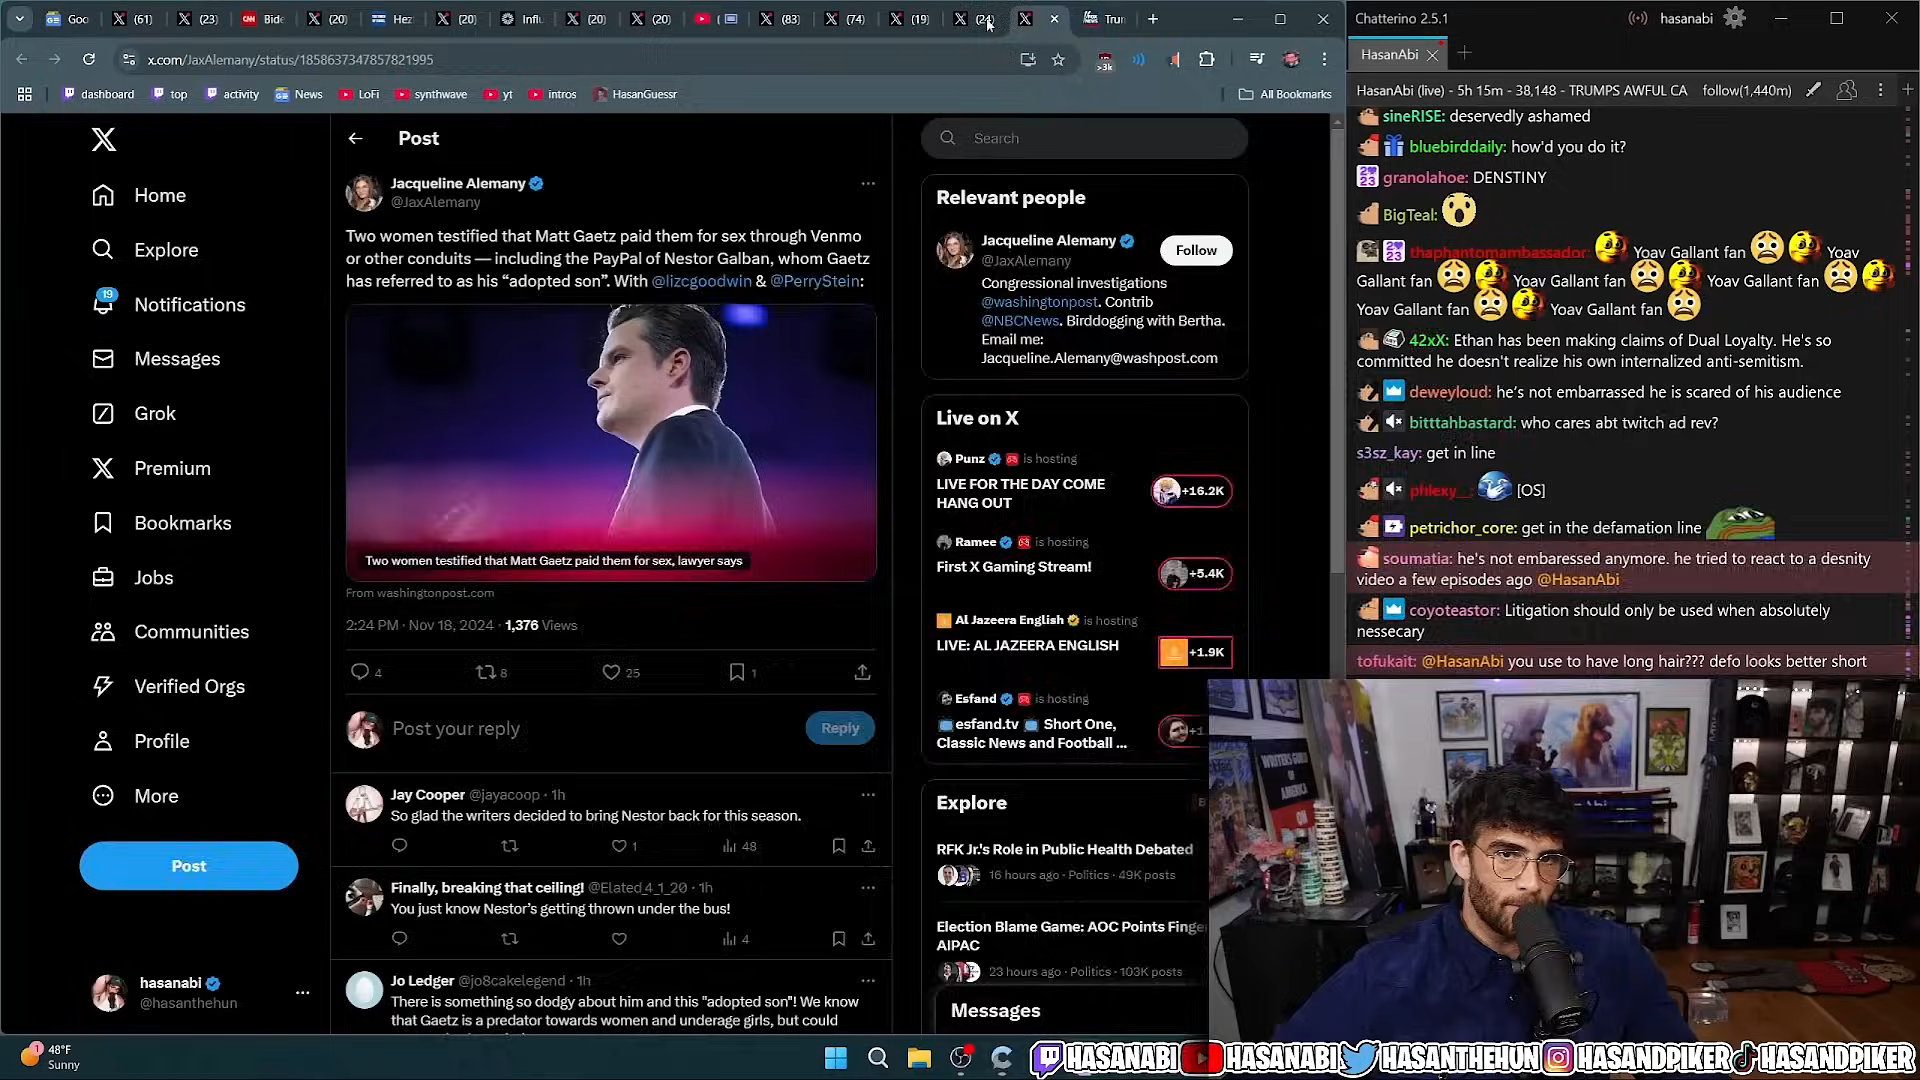 Goo
(61)
(23)
Bide
(20)
Hez
(20)
Influ
(20)
(20)
(83)
(74)
(19)
(24)
Trum
x.com/JaxAlemany/status/1858637347857821995
>3k
dashboard
top
activity
News
LoFi
synthwave
yt
intros
HasanGuessr
All Bookmarks
Home
Explore
19
Notifications
Messages
Grok
Premium
Bookmarks
Jobs
Communities
Verified Orgs
Profile
More
Post
hasanabi
@hasanthehun
Post
Jacqueline Alemany
@JaxAlemany
Two women testified that Matt Gaetz paid them for sex through Venmo
or other conduits — including the PayPal of Nestor Galban, whom Gaetz
has referred to as his “adopted son”. With @lizcgoodwin & @PerryStein:
Two women testified that Matt Gaetz paid them for sex, lawyer says
From washingtonpost.com
2:24 PM · Nov 18, 2024 · 1,376 Views
4
8
25
1
Post your reply
Reply
Jay Cooper @jayacoop · 1h
So glad the writers decided to bring Nestor back for this season.
1
48
Finally, breaking that ceiling! @Elated_4_1_20 · 1h
You just know Nestor’s getting thrown under the bus!
4
Jo Ledger @jo8cakelegend · 1h
There is something so dodgy about him and this "adopted son"! We know
that Gaetz is a predator towards women and underage girls, but could
Search
Relevant people
Jacqueline Alemany
@JaxAlemany
Follow
Congressional investigations
@washingtonpost. Contrib
@NBCNews. Birddogging with Bertha.
Email me:
Jacqueline.Alemany@washpost.com
Live on X
Punz is hosting
LIVE FOR THE DAY COME
HANG OUT
+16.2K
Ramee is hosting
First X Gaming Stream!
+5.4K
Al Jazeera English is hosting
LIVE: AL JAZEERA ENGLISH
+1.9K
Esfand is hosting
esfand.tv Short One,
Classic News and Football ...
+1
Explore
RFK Jr.'s Role in Public Health Debated
16 hours ago · Politics · 49K posts
Election Blame Game: AOC Points Finge
AIPAC
23 hours ago · Politics · 103K posts
Messages
Chatterino 2.5.1
hasanabi
HasanAbi
HasanAbi (live) - 5h 15m - 38,148 - TRUMPS AWFUL CA
follow(1,440m)
sineRISE: deservedly ashamed
bluebirddaily: how'd you do it?
granolahoe: DENSTINY
BigTeal:
thaphantomambassador: Yoav Gallant fan Yoav
Gallant fan Yoav Gallant fan Yoav Gallant fan
Yoav Gallant fan Yoav Gallant fan
42xX: Ethan has been making claims of Dual Loyalty. He's so
committed he doesn't realize his own internalized anti-semitism.
deweyloud: he’s not embarrassed he is scared of his audience
bitttahbastard: who cares abt twitch ad rev?
s3sz_kay: get in line
phlexy__: [OS]
petrichor_core: get in the defamation line
soumatia: he's not embaressed anymore. he tried to react to a desnity
video a few episodes ago @HasanAbi
coyoteastor: Litigation should only be used when absolutely
nessecary
tofukait: @HasanAbi you use to have long hair??? defo looks better short
WRITERS GUILD OF
AMERICA
ON
1
48°F
Sunny
HASANABI
HASANABI
HASANTHEHUN
HASANDPIKER
HASANDPIKER